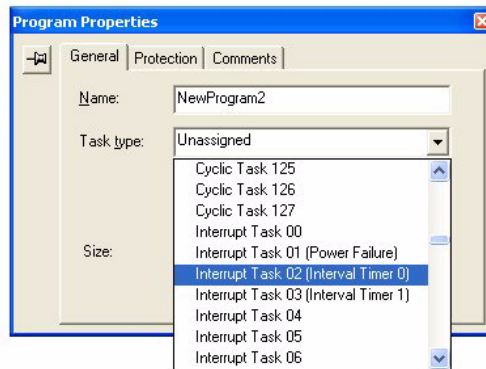 Program Properties
General Protection Comments
Name: NewProgram2
Task type: Unassigned
Cyclic Task 125
Cyclic Task 126
Cyclic Task 127
Interrupt Task 00
Size: Interrupt Task 01 (Power Failure)
Interrupt Task 02 (Interval Timer 0)
Interrupt Task 03 (Interval Timer 1)
Interrupt Task 04
Interrupt Task 05
Interrupt Task 06